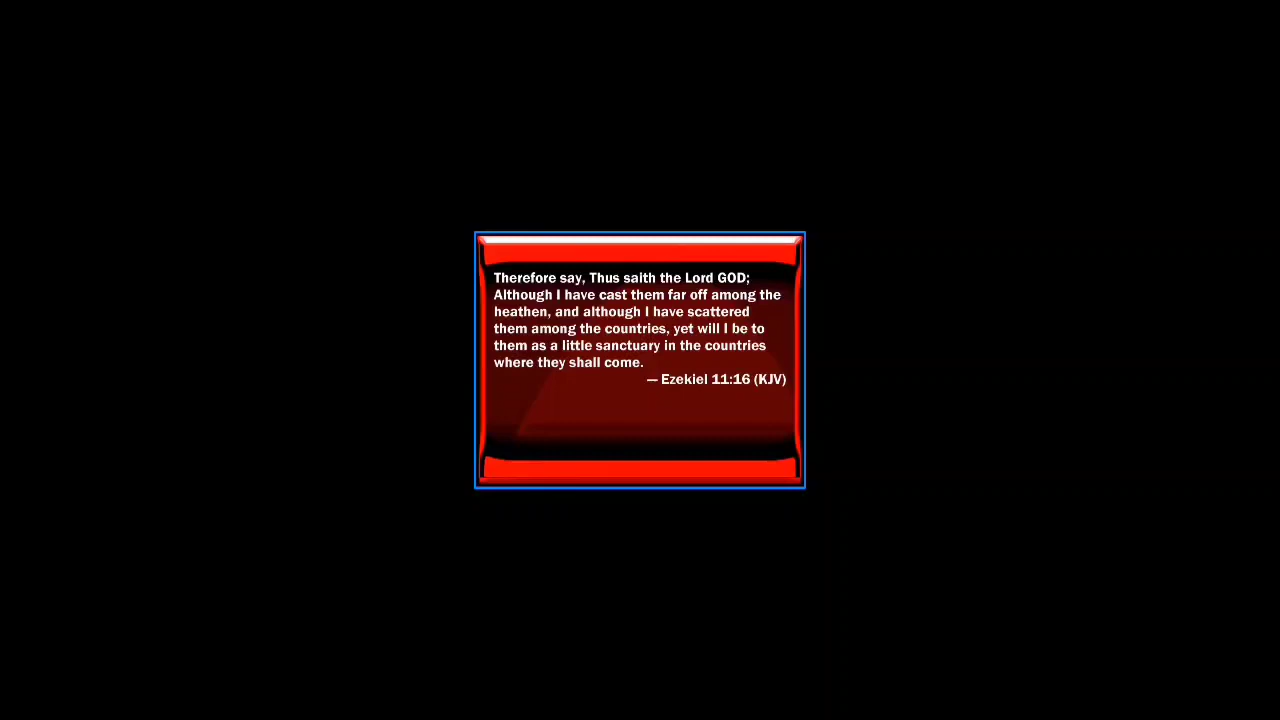 Therefore say, Thus saith the Lord GOD;
Although I have cast them far off among the
heathen, and although I have scattered
them among the countries, yet will I be to
them as a little sanctuary in the countries
where they shall come.
— Ezekiel 11:16 (KJV)